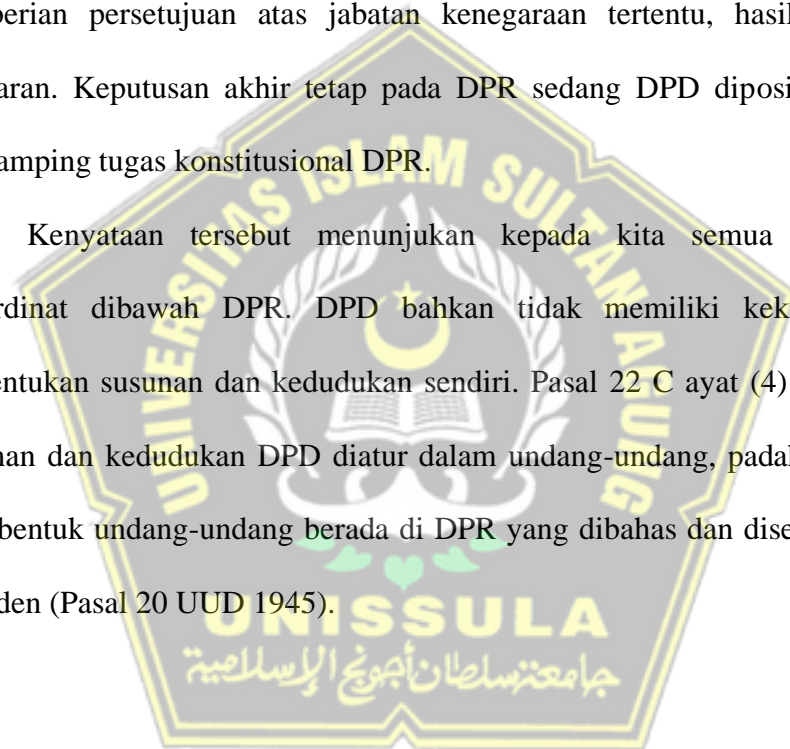 berian persetujuan atas jabatan kenegaraan tertentu, hasil
aran. Keputusan akhir tetap pada DPR sedang DPD diposi
amping tugas konstitusional DPR.
Kenyataan tersebut menunjukan kepada kita semua
rdinat dibawah DPR. DPD bahkan tidak memiliki kek
entukan susunan dan kedudukan sendiri. Pasal 22 C ayat (4)
nan dan kedudukan DPD diatur dalam undang-undang, padal
bentuk undang-undang berada di DPR yang dibahas dan dise
den (Pasal 20 UUD 1945).
UNIVERSITAS ISLAM SULTAN AGUNG
UNISSULA
جامعة سلطان أجونج الإسلامية